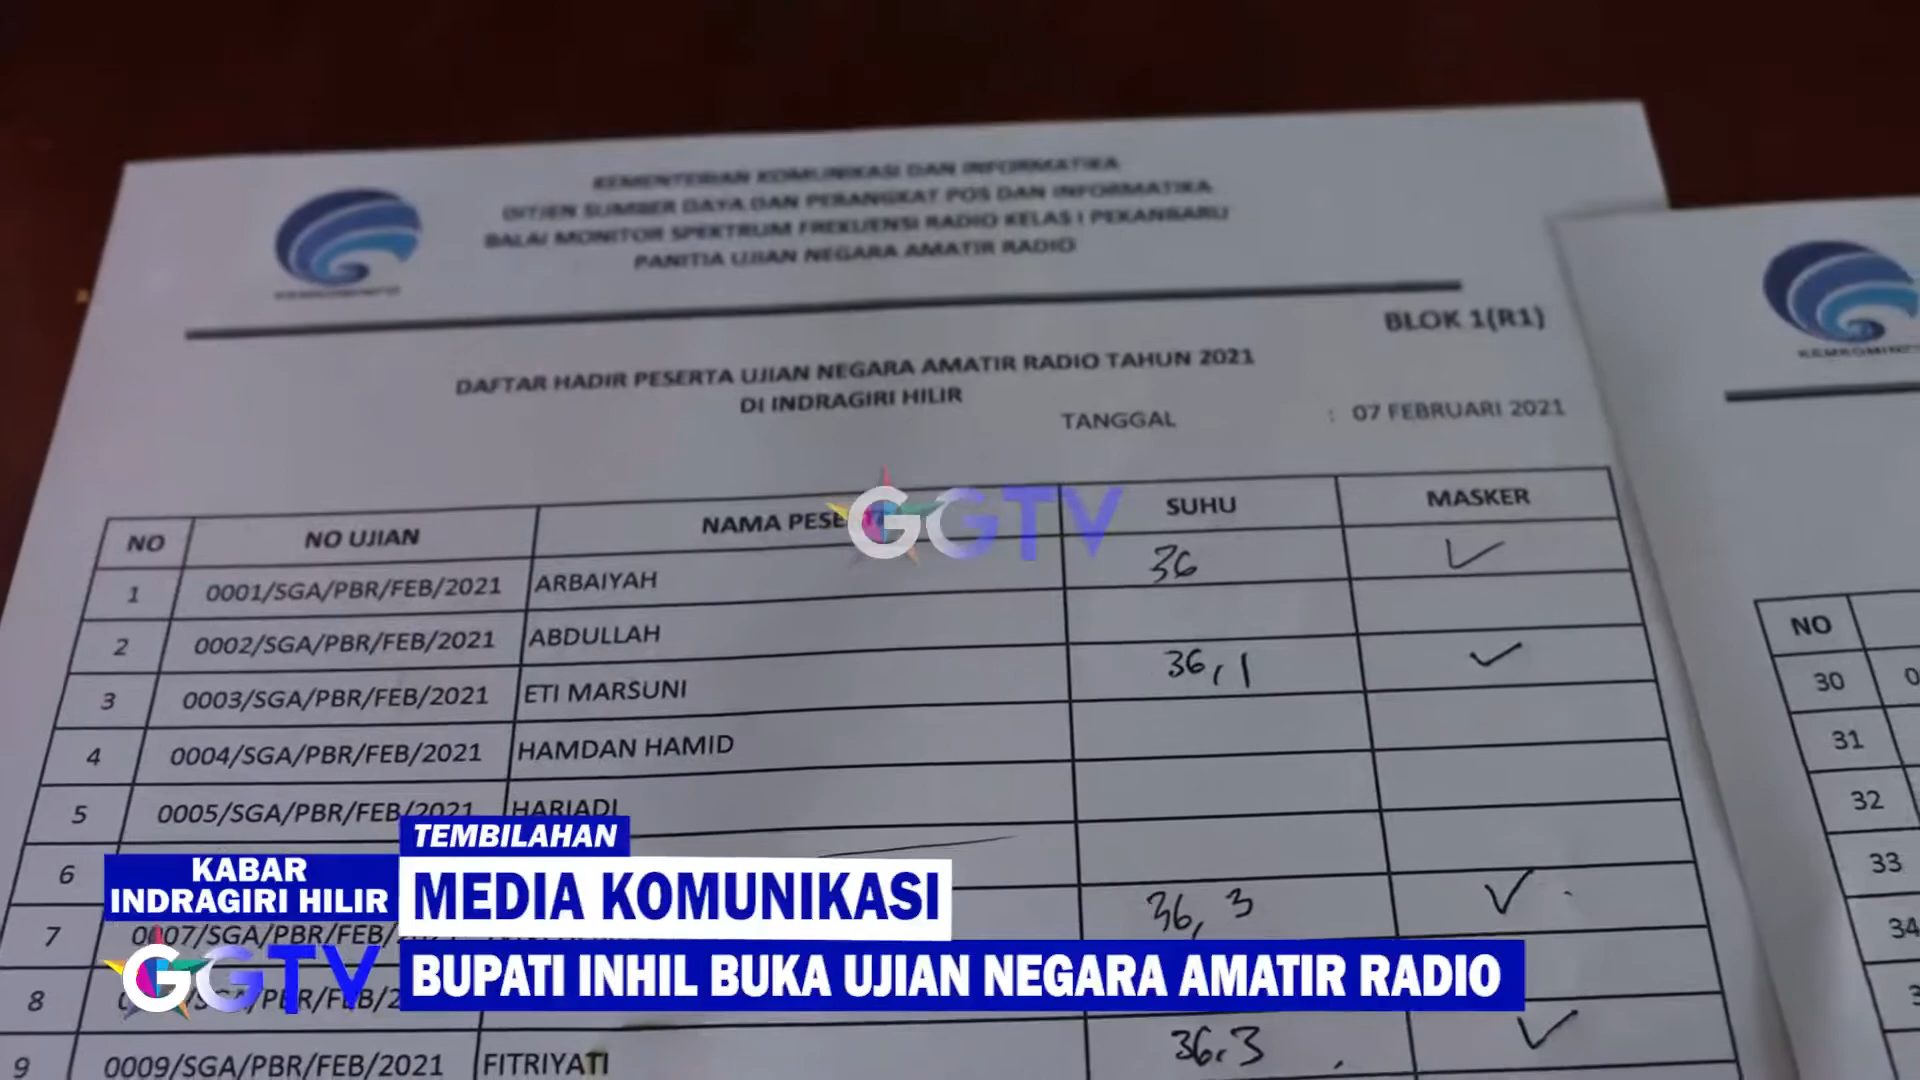 KEMENTERIAN KOMUNIKASI DAN INFORMATIKA
DITJEN SUMBER DAYA DAN PERANGKAT POS DAN INFORMATIKA
BALAI MONITOR SPEKTRUM FREKUENSI RADIO KELAS I PEKANBARU
PANITIA UJIAN NEGARA AMATIR RADIO
KEMKOMINFO
BLOK 1(R1)
DAFTAR HADIR PESERTA UJIAN NEGARA AMATIR RADIO TAHUN 2021
DI INDRAGIRI HILIR
TANGGAL : 07 FEBRUARI 2021
NO NO UJIAN NAMA SUHU MASKER
1 0001/SGA/PBR/FEB/2021 ARBAIYAH 36 ✓
2 0002/SGA/PBR/FEB/2021 ABDULLAH
3 0003/SGA/PBR/FEB/2021 ETI MARSUNI 36,1 ✓
4 0004/SGA/PBR/FEB/2021 HAMDAN HAMID
5 0005/SGA/PBR/FEB/2021 HARIADI
6
7 0007/SGA/PBR/FEB/ 36,3 ✓
8
9 0009/SGA/PBR/FEB/2021 FITRIYATI 36.3 ✓
GGTV
NO
30
31
32
33
34
TEMBILAHAN
KABAR
INDRAGIRI HILIR
MEDIA KOMUNIKASI
GGTV
BUPATI INHIL BUKA UJIAN NEGARA AMATIR RADIO